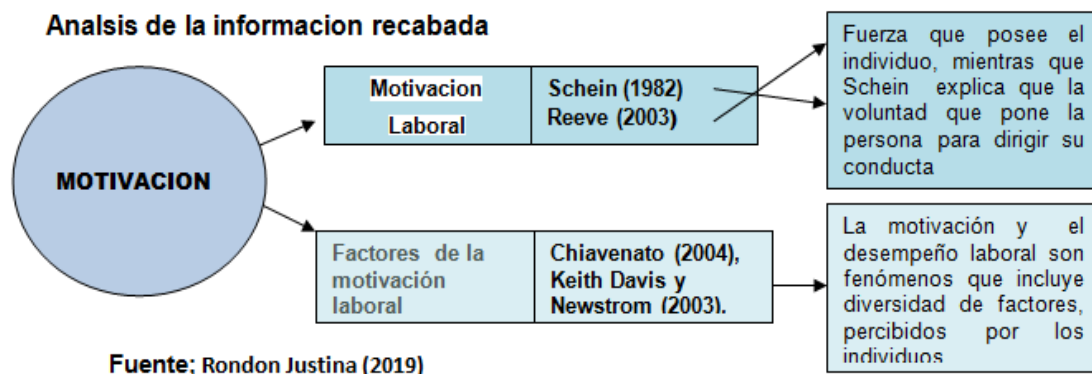 Analsis de la informacion recabada
MOTIVACION
Motivacion
Laboral
Schein (1982)
Reeve (2003)
Fuerza que posee el
individuo, mientras que
Schein explica que la
voluntad que pone la
persona para dirigir su
conducta
Factores de la
motivación
laboral
Chiavenato (2004),
Keith Davis y
Newstrom (2003).
La motivación y el
desempeño laboral son
fenómenos que incluye
diversidad de factores,
percibidos por los
individuos
Fuente; Rondon Justina (2019)